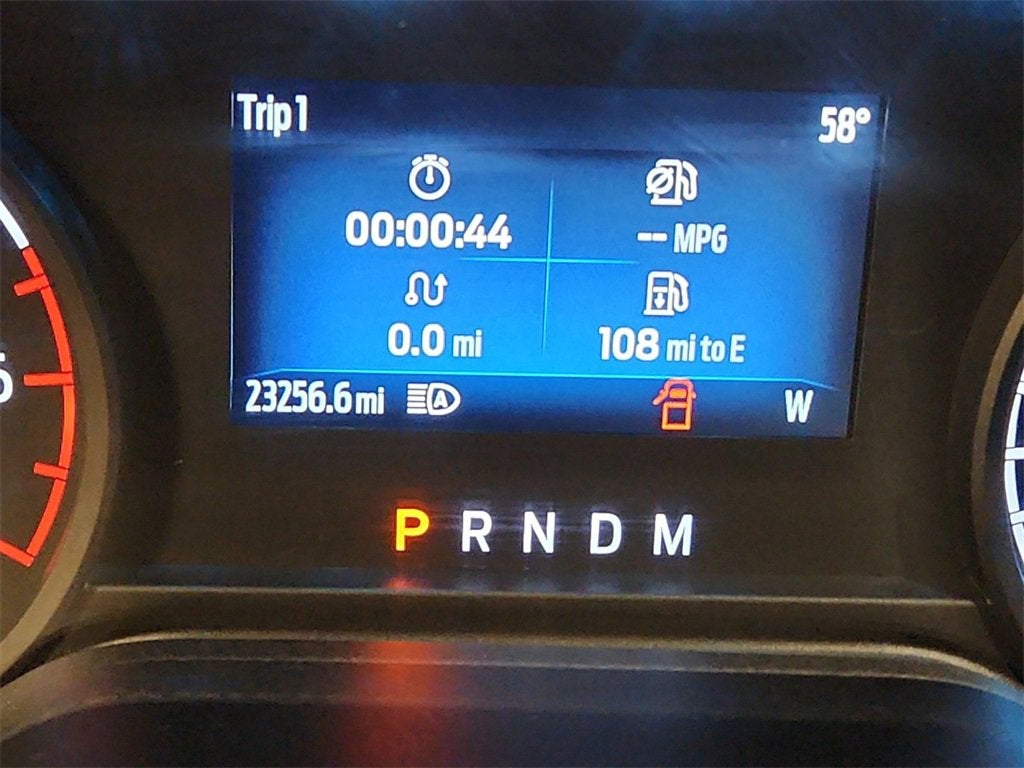 Trip 1
58°
00:00:44
-- MPG
0.0 mi
108 mi to E
23256.6 mi
A
W
P R N D M